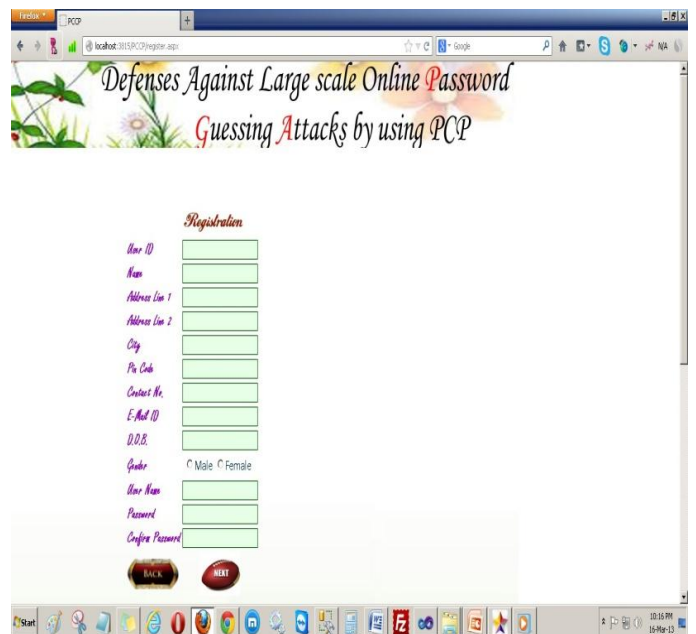 Firefox
PCCP
localhost:3815/PCCP/register.aspx
Google
N/A
Defenses Against Large scale Online Password
Guessing Attacks by using PCP
Registration
User ID
Name
Address Line 1
Address Line 2
City
Pin Code
Contact No.
E-Mail ID
D.O.B.
Gender
Male Female
User Name
Password
Confirm Password
BACK NEXT
Start
10:16 PM
16-Mar-13